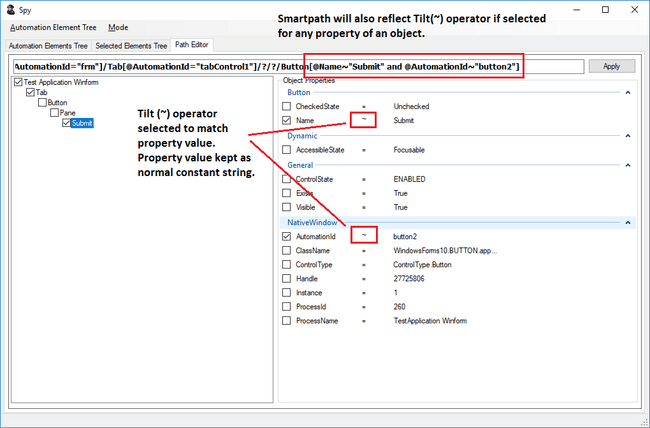 Spy
Smartpath will also reflect Tilt(~) operator if selected
for any property of an object.
Automation Element Tree Mode
Automation Elements Tree Selected Elements Tree Path Editor
AutomationId="frm"]/Tab[@AutomationId="tabControl1"]/?/?/Button[@Name~"Submit" and @AutomationId~"button2"]
Apply
Test Application Winform
Tab
Button
Pane
Submit
Tilt (~) operator
selected to match
property value.
Property value kept as
normal constant string.
Object Properties
Button
CheckedState = Unchecked
Name ~ Submit
Dynamic
AccessibleState = Focusable
General
ControlState = ENABLED
Exists = True
Visible = True
NativeWindow
AutomationId ~ button2
ClassName = WindowsForms10.BUTTON.app...
ControlType = ControlType.Button
Handle = 27725806
Instance = 1
ProcessId = 260
ProcessName = TestApplication Winform